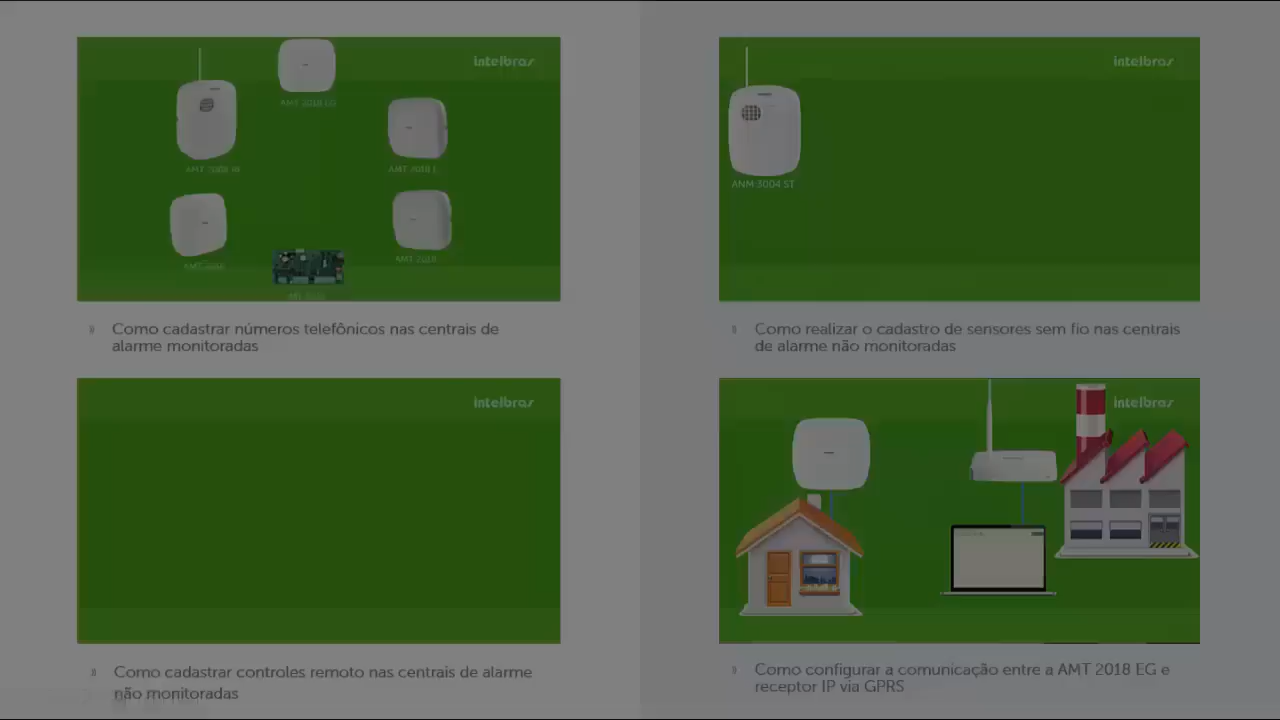 intelbras
AMT 2018 EG
AMT 2018 E
AMT 2018
Como cadastrar números telefônicos nas centrais de
alarme monitoradas
intelbras
ANM 3004 ST
Como realizar o cadastro de sensores sem fio nas centrais
de alarme não monitoradas
intelbras
Como cadastrar controles remoto nas centrais de alarme
não monitoradas
intelbras
Como configurar a comunicação entre a AMT 2018 EG e
receptor IP via GPRS